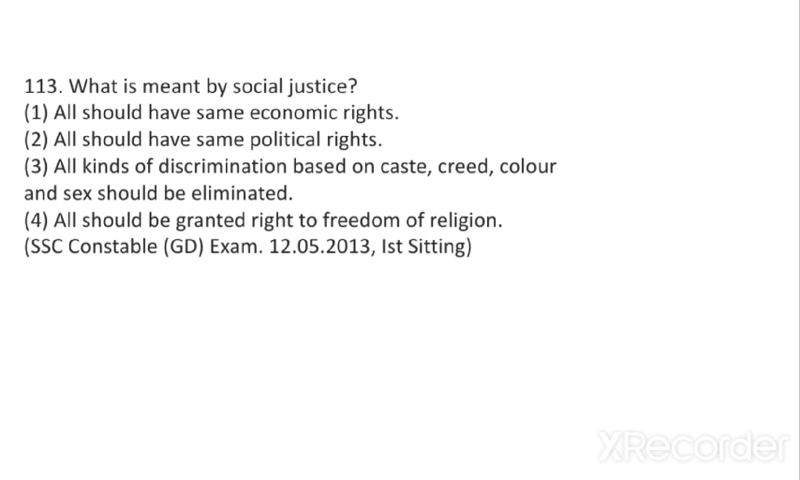 113. What is meant by social justice?
(1) All should have same economic rights.
(2) All should have same political rights.
(3) All kinds of discrimination based on caste, creed, colour
and sex should be eliminated.
(4) All should be granted right to freedom of religion.
(SSC Constable (GD) Exam. 12.05.2013, Ist Sitting)
XRecorder